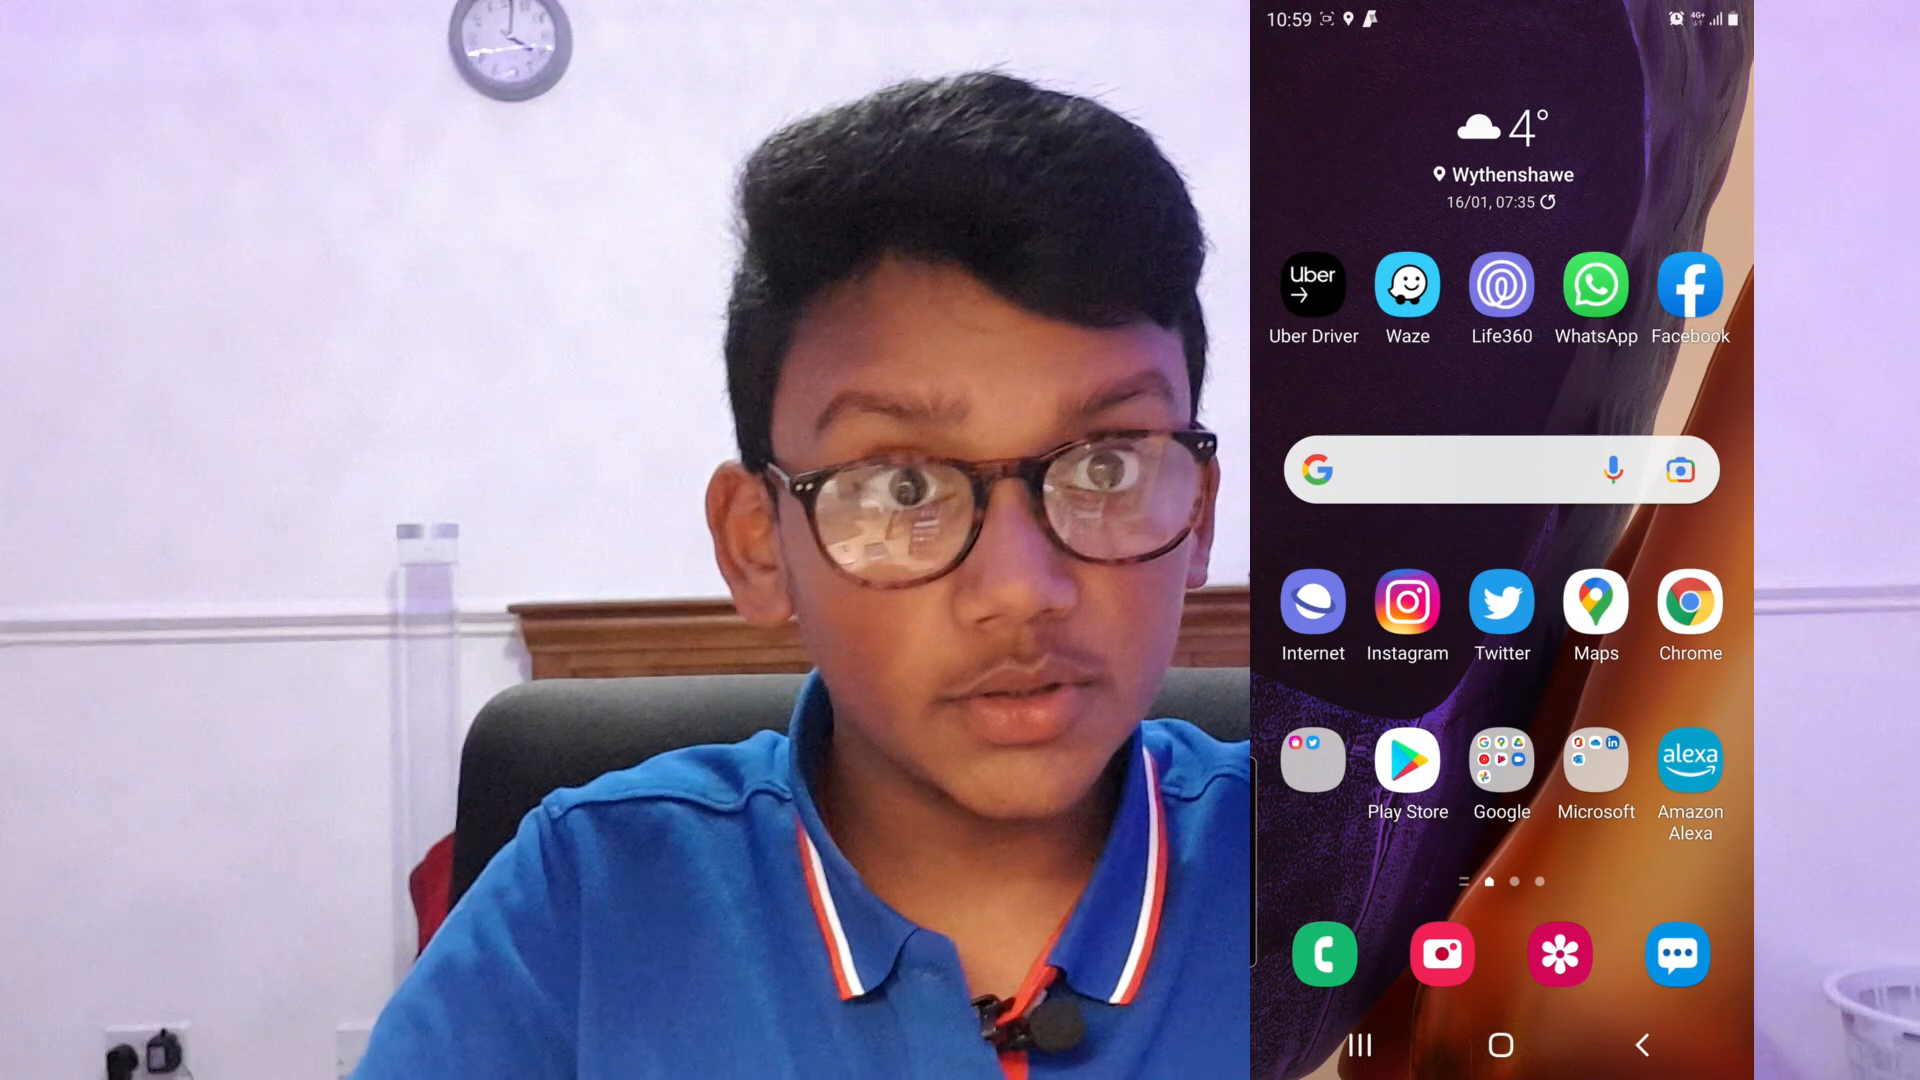 10:59
4G+
4°
Wythenshawe
16/01, 07:35
Uber
Uber Driver Waze Life360 WhatsApp Facebook
Internet Instagram Twitter Maps Chrome
alexa
Play Store Google Microsoft Amazon Alexa